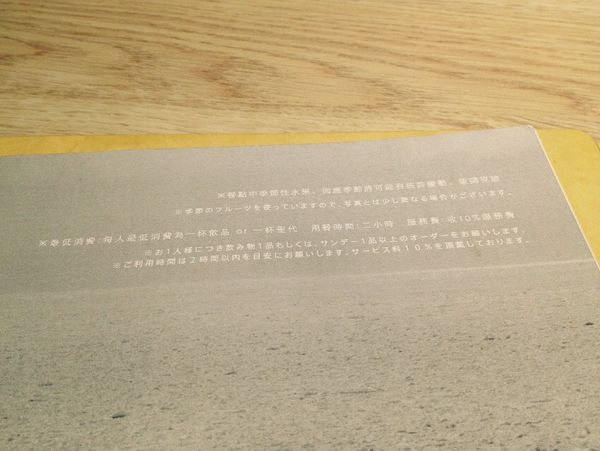 ※餐點中季節性水果，因應季節將可能有些許變動，敬請見諒
※季節のフルーツを使っていますので、写真とは少し異なる場合がございます。
※最低消費：每人最低消費為一杯飲品 or 一杯聖代 用餐時間：二小時 服務費：收10%服務費
※お1人様につき飲み物1品もしくは、サンデー1品以上のオーダーをお願いします。
※ご利用時間は2時間以内を目安にお願いします。サービス料10%を頂戴しております。